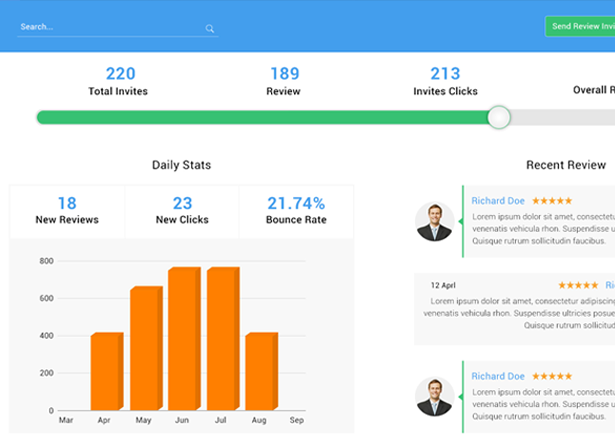 Search...
Send Review Invi
220
Total Invites
189
Review
213
Invites Clicks
Overall R
Daily Stats
18
New Reviews
23
New Clicks
21.74%
Bounce Rate
800
600
400
200
0
Mar Apr May Jun Jul Aug Sep
Recent Review
Richard Doe
Lorem ipsum dolor sit amet, consectetu
venenatis vehicula rhon. Suspendisse u
Quisque rutrum sollicitudin faucibus.
12 Aprl
Ri
Lorem ipsum dolor sit amet, consectetur adipiscing
venenatis vehicula rhon. Suspendisse ultricies posue
Quisque rutrum sollicitudin
Richard Doe
Lorem ipsum dolor sit amet, consectetu
venenatis vehicula rhon. Suspendisse u
Quisque rutrum sollicitudin faucibus.